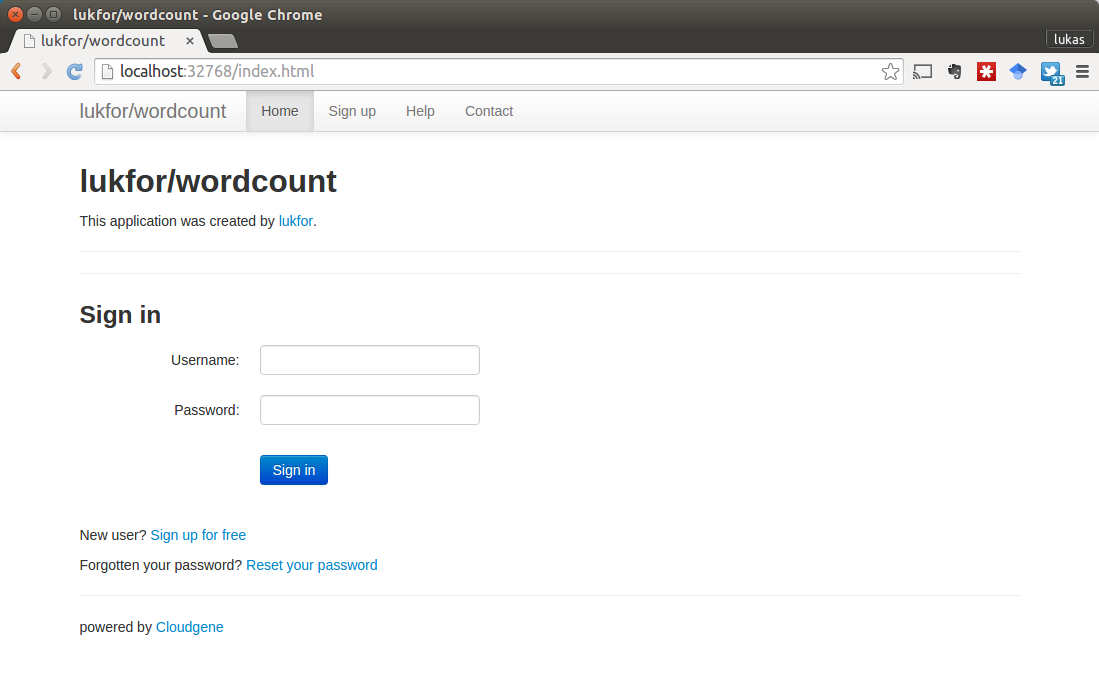 lukfor/wordcount - Google Chrome
lukfor/wordcount ×
lukas
localhost:32768/index.html
21
lukfor/wordcount Home Sign up Help Contact
lukfor/wordcount
This application was created by lukfor.
Sign in
Username:
Password:
Sign in
New user? Sign up for free
Forgotten your password? Reset your password
powered by Cloudgene